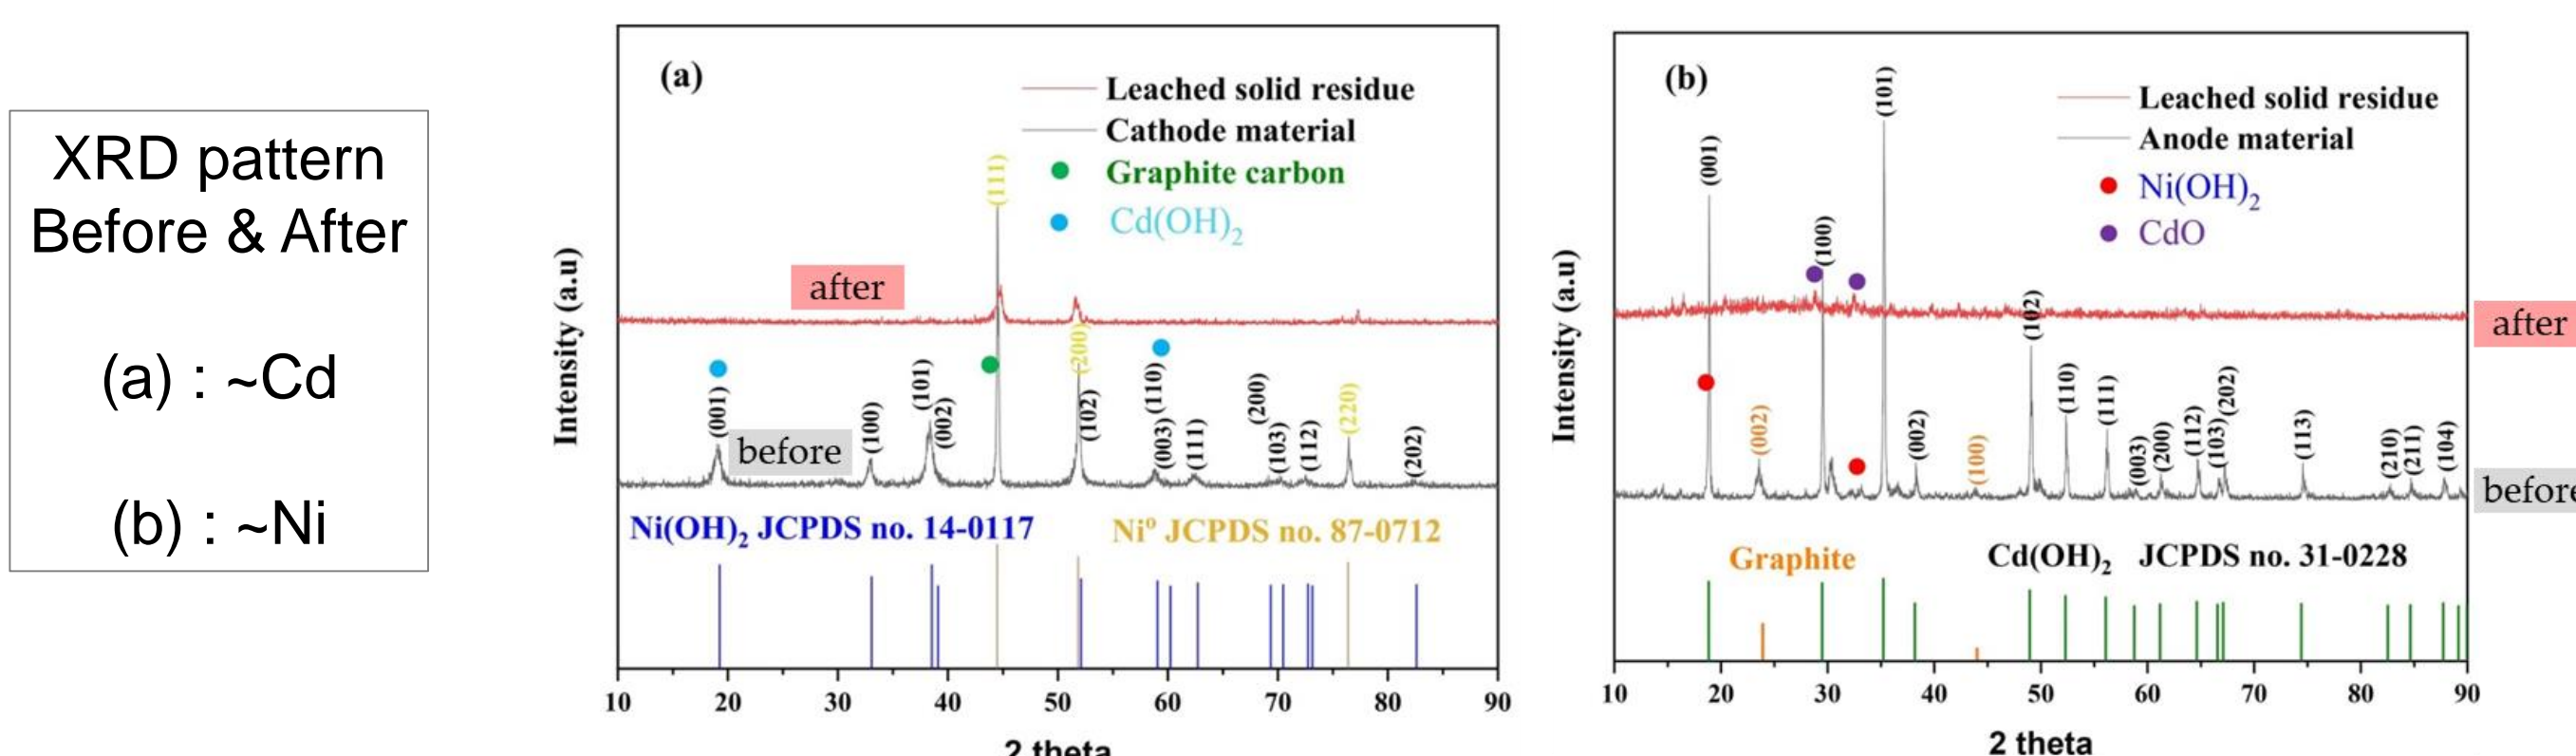 XRD pattern
Before & After
(a) : ~Cd
(b) : ~Ni
(a)
Leached solid residue
Cathode material
Graphite carbon
Cd(OH)₂
Intensity (a.u)
after
before
(001)
(100)
(101)
(002)
(111)
(200)
(102)
(110)
(003)
(111)
(200)
(103)
(112)
(220)
(202)
Ni(OH)₂ JCPDS no. 14-0117
Niº JCPDS no. 87-0712
10 20 30 40 50 60 70 80 90
2 theta
(b)
Leached solid residue
Anode material
Ni(OH)₂
CdO
Intensity (a.u)
(001)
(002)
(100)
(101)
(002)
(100)
(102)
(110)
(111)
(003)
(200)
(112)
(103)
(202)
(113)
(210)
(211)
(104)
after
before
Graphite
Cd(OH)₂ JCPDS no. 31-0228
10 20 30 40 50 60 70 80 90
2 theta